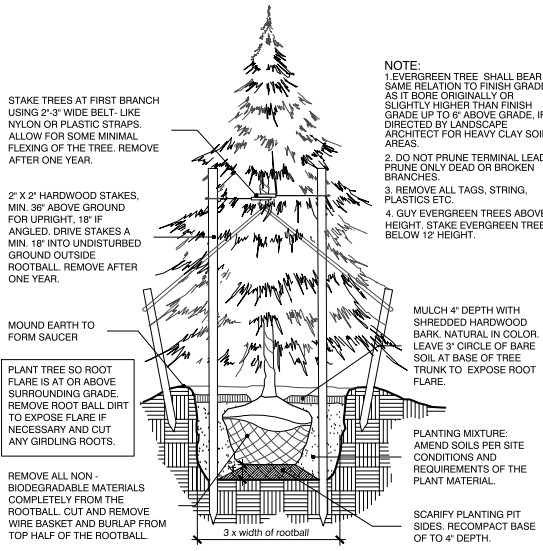 STAKE TREES AT FIRST BRANCH
USING 2"-3" WIDE BELT- LIKE
NYLON OR PLASTIC STRAPS.
ALLOW FOR SOME MINIMAL
FLEXING OF THE TREE. REMOVE
AFTER ONE YEAR.
2" X 2" HARDWOOD STAKES,
MIN. 36" ABOVE GROUND
FOR UPRIGHT, 18" IF
ANGLED. DRIVE STAKES A
MIN. 18" INTO UNDISTURBED
GROUND OUTSIDE
ROOTBALL. REMOVE AFTER
ONE YEAR.
MOUND EARTH TO
FORM SAUCER
PLANT TREE SO ROOT
FLARE IS AT OR ABOVE
SURROUNDING GRADE.
REMOVE ROOT BALL DIRT
TO EXPOSE FLARE IF
NECESSARY AND CUT
ANY GIRDLING ROOTS.
REMOVE ALL NON -
BIODEGRADABLE MATERIALS
COMPLETELY FROM THE
ROOTBALL. CUT AND REMOVE
WIRE BASKET AND BURLAP FROM
TOP HALF OF THE ROOTBALL.
3 x width of rootball
NOTE:
1.EVERGREEN TREE SHALL BEAR
SAME RELATION TO FINISH GRADE
AS IT BORE ORIGINALLY OR
SLIGHTLY HIGHER THAN FINISH
GRADE UP TO 6" ABOVE GRADE, IF
DIRECTED BY LANDSCAPE
ARCHITECT FOR HEAVY CLAY SOIL
AREAS.
2. DO NOT PRUNE TERMINAL LEAD
PRUNE ONLY DEAD OR BROKEN
BRANCHES.
3. REMOVE ALL TAGS, STRING,
PLASTICS ETC.
4. GUY EVERGREEN TREES ABOVE
HEIGHT. STAKE EVERGREEN TREE
BELOW 12' HEIGHT.
MULCH 4" DEPTH WITH
SHREDDED HARDWOOD
BARK. NATURAL IN COLOR.
LEAVE 3" CIRCLE OF BARE
SOIL AT BASE OF TREE
TRUNK TO EXPOSE ROOT
FLARE.
PLANTING MIXTURE:
AMEND SOILS PER SITE
CONDITIONS AND
REQUIREMENTS OF THE
PLANT MATERIAL.
SCARIFY PLANTING PIT
SIDES. RECOMPACT BASE
OF TO 4" DEPTH.